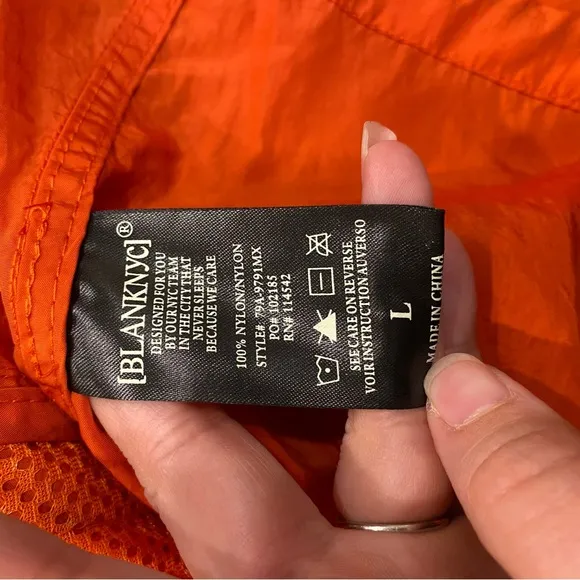 [BLANKNYC]®
DESIGNED FOR YOU
BY OUR NYC TEAM
IN THE CITY THAT
NEVER SLEEPS
BECAUSE WE CARE
100% NYLON/NYLON
STYLE# 79A-9791MX
PO# 102185
RN# 114542
SEE CARE ON REVERSE
VOIR INSTRUCTION AU VERSO
L
MADE IN CHINA